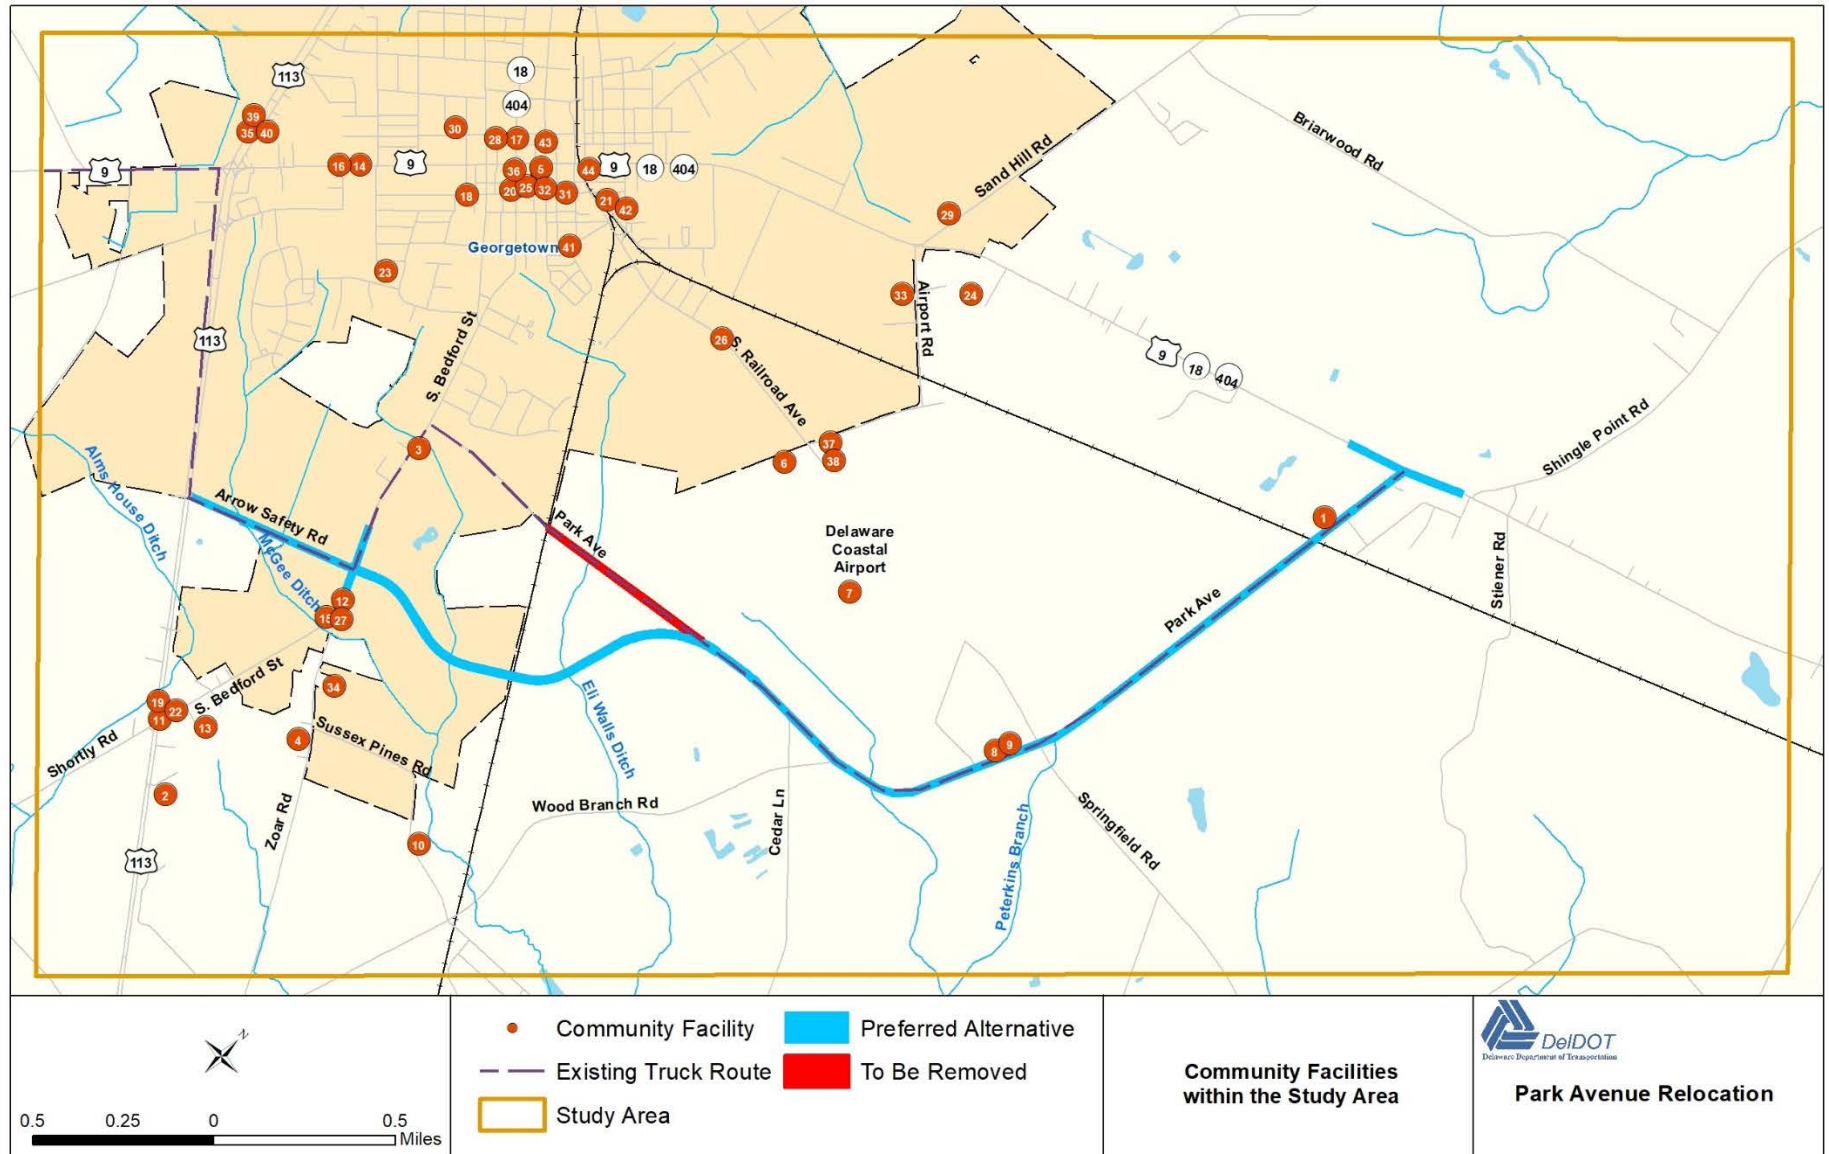 113
18
404
39
35
40
30
28
17
43
9
16
14
9
36
5
44
9
18
404
20
25
32
31
18
21
42
Georgetown
41
23
29
Sand Hill Rd
Briarwood Rd
33
24
Airport Rd
113
S. Bedford St
26
S. Railroad Ave
9
18
404
Shingle Point Rd
3
37
38
6
Alms House Ditch
Arrow Safety Rd
McGee Ditch
Park Ave
Delaware
Coastal
Airport
7
1
Stiener Rd
Park Ave
12
15
27
34
S. Bedford St
19
22
11
13
4
Sussex Pines Rd
Shortly Rd
2
Zoar Rd
10
113
Eli Walls Ditch
Wood Branch Rd
Cedar Ln
8
9
Peterkins Branch
Springfield Rd
N
0.5
0.25
0
0.5
Miles
Community Facility
Existing Truck Route
Study Area
Preferred Alternative
To Be Removed
Community Facilities
within the Study Area
DelDOT
Delaware Department of Transportation
Park Avenue Relocation